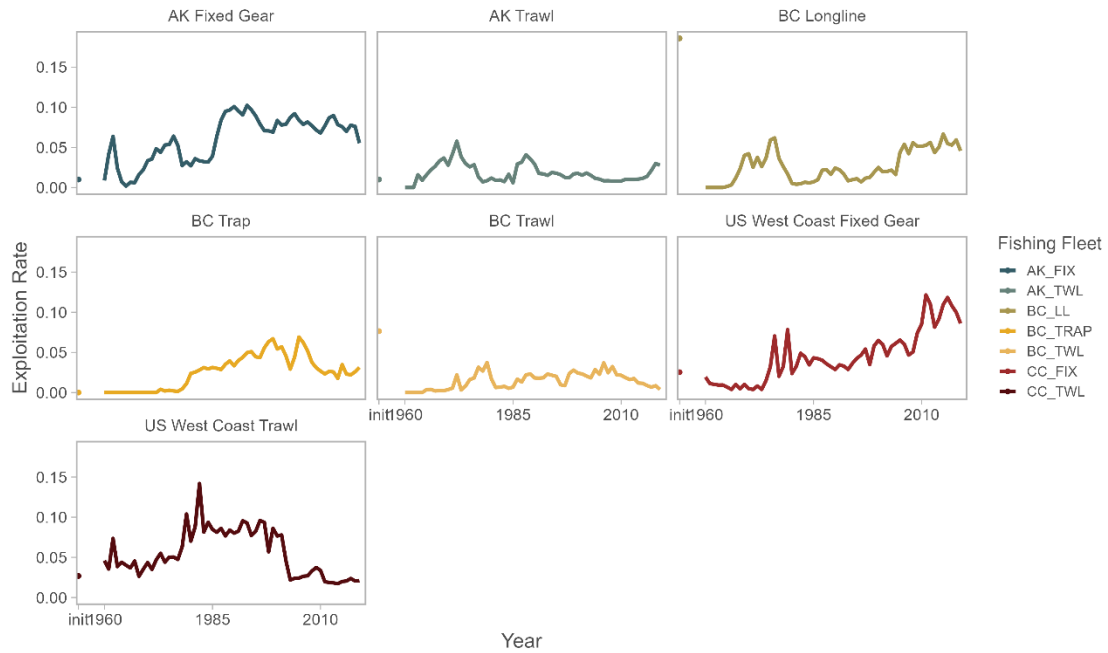 AK Fixed Gear
AK Trawl
BC Longline
0.15
0.10
0.05
0.00
BC Trap
BC Trawl
US West Coast Fixed Gear
0.15
0.10
0.05
0.00
init1960
1985
2010
init1960
1985
2010
US West Coast Trawl
0.15
0.10
0.05
0.00
init1960
1985
2010
Exploitation Rate
Year
Fishing Fleet
AK_FIX
AK_TWL
BC_LL
BC_TRAP
BC_TWL
CC_FIX
CC_TWL